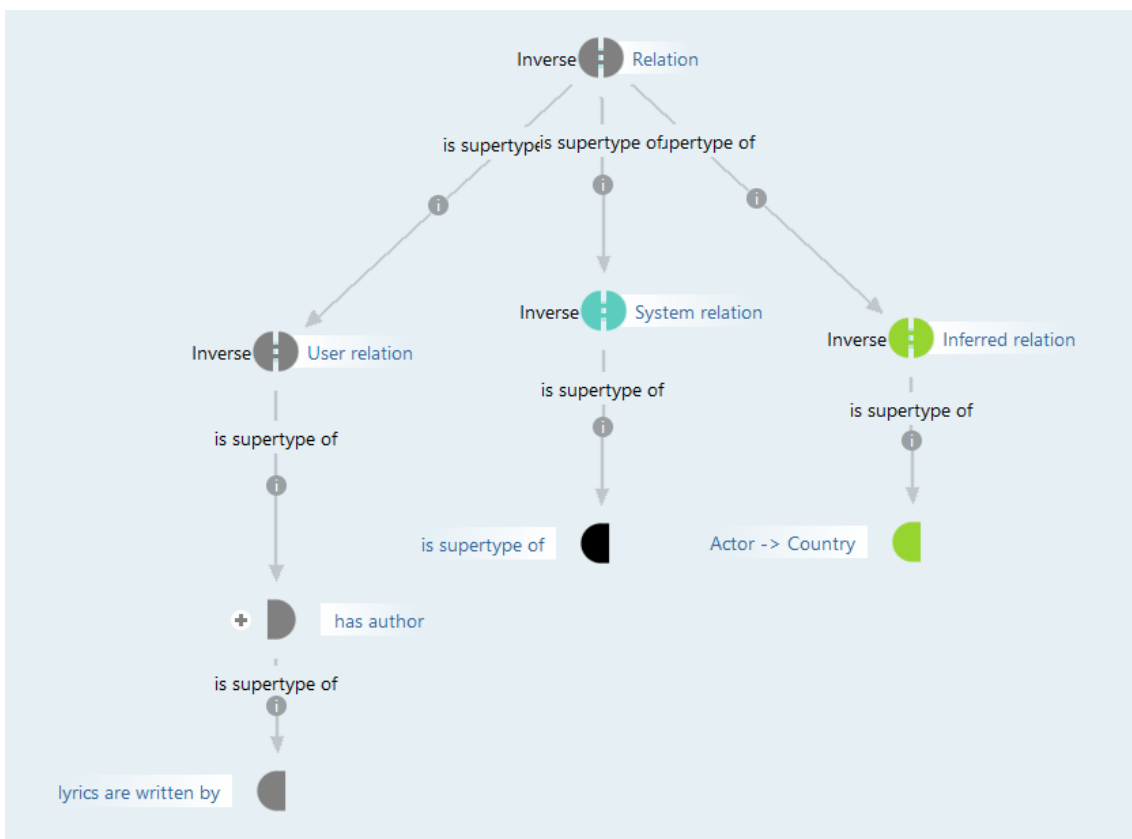 Inverse Relation
is supertype is supertype of pertype of
i
i
i
Inverse System relation
Inverse Inferred relation
Inverse User relation
is supertype of
is supertype of
i
is supertype of
i
i
is supertype of
Actor -> Country
has author
is supertype of
i
lyrics are written by